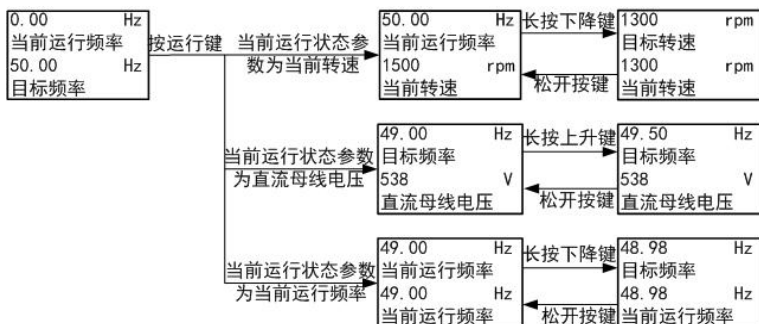 0.00 Hz
当前运行频率
50.00 Hz
目标频率
按运行键
当前运行状态参
数为当前转速
50.00 Hz
当前运行频率
1500 rpm
当前转速
长按下降键
松开按键
1300 rpm
目标转速
1300 rpm
当前转速
当前运行状态参数
为直流母线电压
49.00 Hz
目标频率
538 V
直流母线电压
长按上升键
松开按键
49.50 Hz
目标频率
538 V
直流母线电压
当前运行状态参数
为当前运行频率
49.00 Hz
当前运行频率
49.00 Hz
当前运行频率
长按下降键
松开按键
48.98 Hz
目标频率
48.98 Hz
当前运行频率